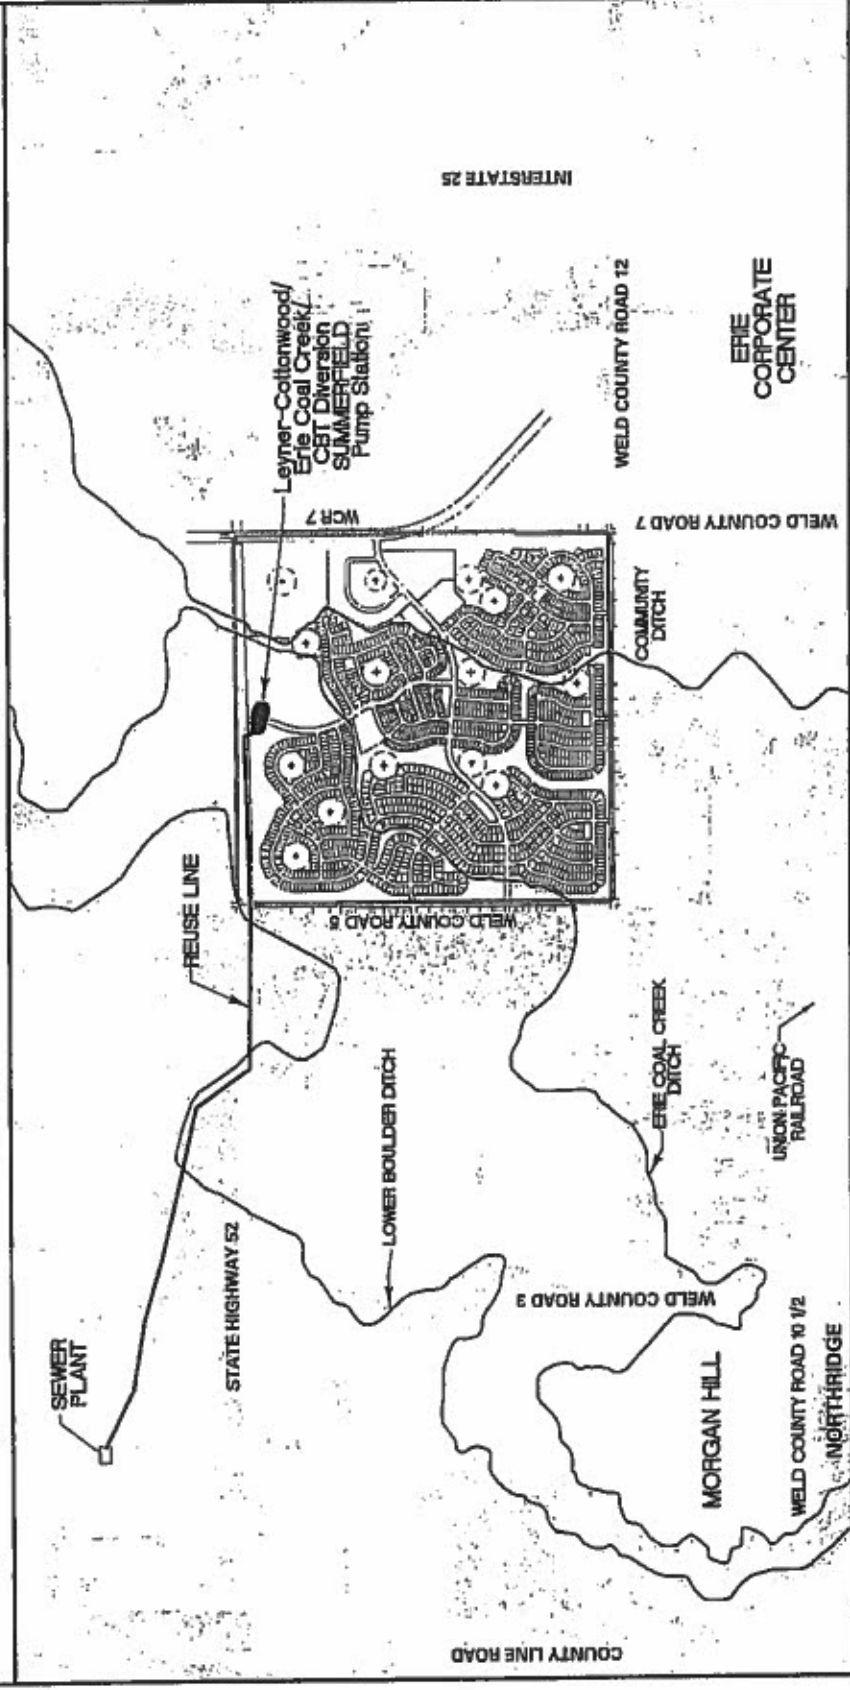 SEWER
PLANT
STATE HIGHWAY 52
REUSE LINE
Leyner-Cottonwood/
Erie Coal Creek/
CBT Diversion
SUMMERFIELD
Pump Station
LOWER BOULDER DITCH
WELD COUNTY ROAD 5
WCR 7
INTERSTATE 25
COUNTY LINE ROAD
WELD COUNTY ROAD 3
ERIE COAL CREEK
DITCH
COMMUNITY
DITCH
WELD COUNTY ROAD 12
MORGAN HILL
UNION PACIFIC
RAILROAD
WELD COUNTY ROAD 7
ERIE
CORPORATE
CENTER
WELD COUNTY ROAD 10 1/2
NORTHRIDGE